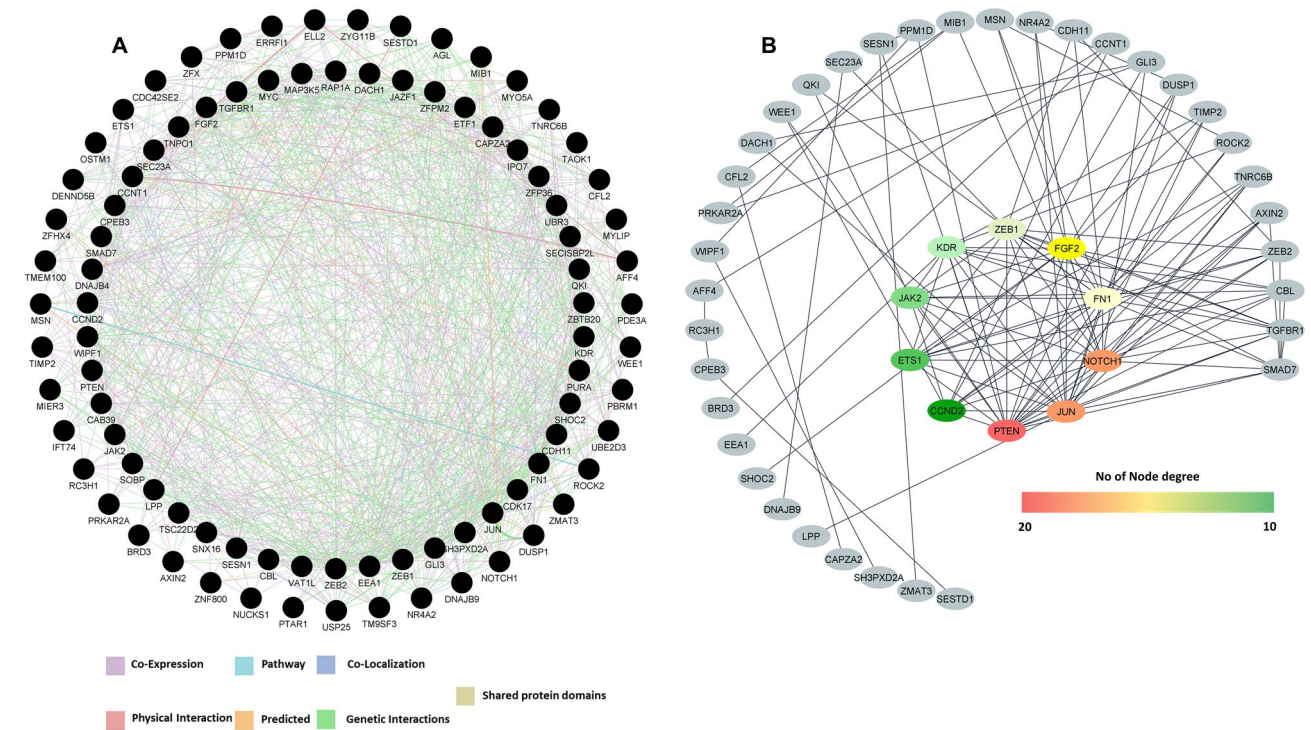 A
ELL2
ZYG11B
SESTD1
AGL
MIB1
MYO5A
TNRC6B
TAOK1
CFL2
MYLIP
AFF4
PDE3A
WEE1
PBRM1
UBE2D3
ROCK2
ZMAT3
DUSP1
NOTCH1
DNAJB9
NR4A2
TM9SF3
USP25
PTAR1
NUCKS1
ZNF800
AXIN2
BRD3
PRKAR2A
RC3H1
IFT74
MIER3
TIMP2
MSN
TMEM100
ZFHX4
DENND5B
OSTM1
ETS1
CDC42SE2
ZFX
PPM1D
ERRFI1
RAP1A
DACH1
JAZF1
ZFPM2
ETF1
CAPZA2
IPO7
ZFP36
UBR3
SECISBP2L
QKI
ZBTB20
KDR
PURA
SHOC2
CDH11
FN1
CDK17
JUN
SH3PXD2A
GLI3
ZEB1
EEA1
ZEB2
VAT1L
CBL
SESN1
SNX16
TSC22D2
LPP
SOBP
JAK2
CAB39
PTEN
WIPF1
CCND2
DNAJB4
SMAD7
CPEB3
CCNT1
SEC23A
TNPO1
FGF2
TGFBR1
MYC
MAP3K5
Co-Expression
Pathway
Co-Localization
Shared protein domains
Physical Interaction
Predicted
Genetic Interactions
B
MSN
NR4A2
CDH11
CCNT1
GLI3
DUSP1
TIMP2
ROCK2
TNRC6B
AXIN2
ZEB2
CBL
TGFBR1
SMAD7
MIB1
PPM1D
SESN1
SEC23A
QKI
WEE1
DACH1
CFL2
PRKAR2A
WIPF1
AFF4
RC3H1
CPEB3
BRD3
EEA1
SHOC2
DNAJB9
LPP
CAPZA2
SH3PXD2A
ZMAT3
SESTD1
ZEB1
KDR
FGF2
JAK2
FN1
ETS1
NOTCH1
CCND2
JUN
PTEN
No of Node degree
20
10